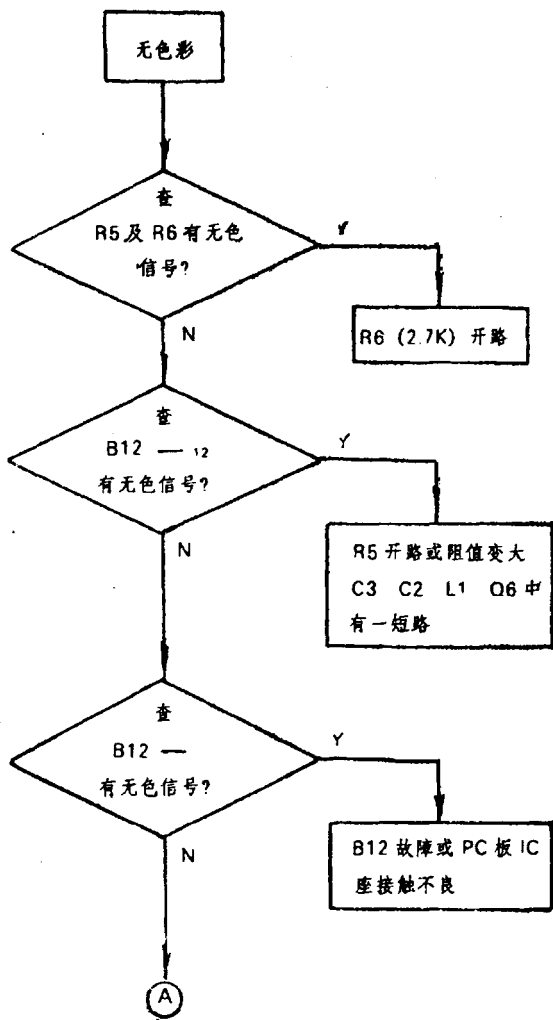 无色彩
查
R5及R6有无色
信号?
Y
R6 (2.7K) 开路
N
查
B12 — 12
有无色信号?
Y
R5开路或阻值变大
C3 C2 L1 Q6中
有一短路
N
查
B12 —
有无色信号?
Y
B12故障或PC板IC
座接触不良
N
A